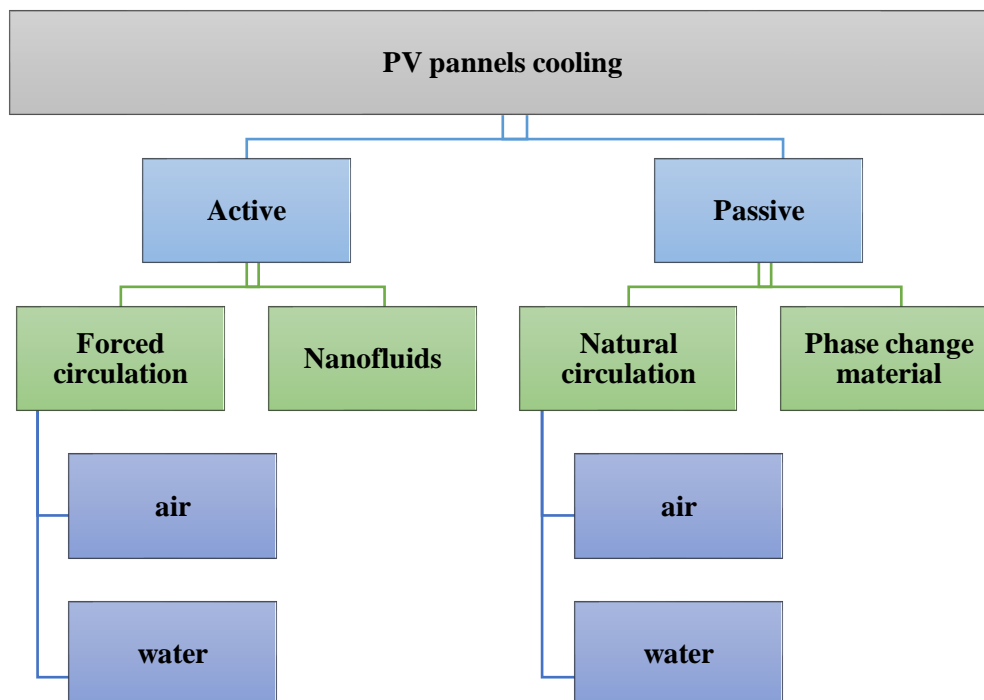 PV pannels cooling
Active
Passive
Forced
circulation
Nanofluids
Natural
circulation
Phase change
material
air
air
water
water